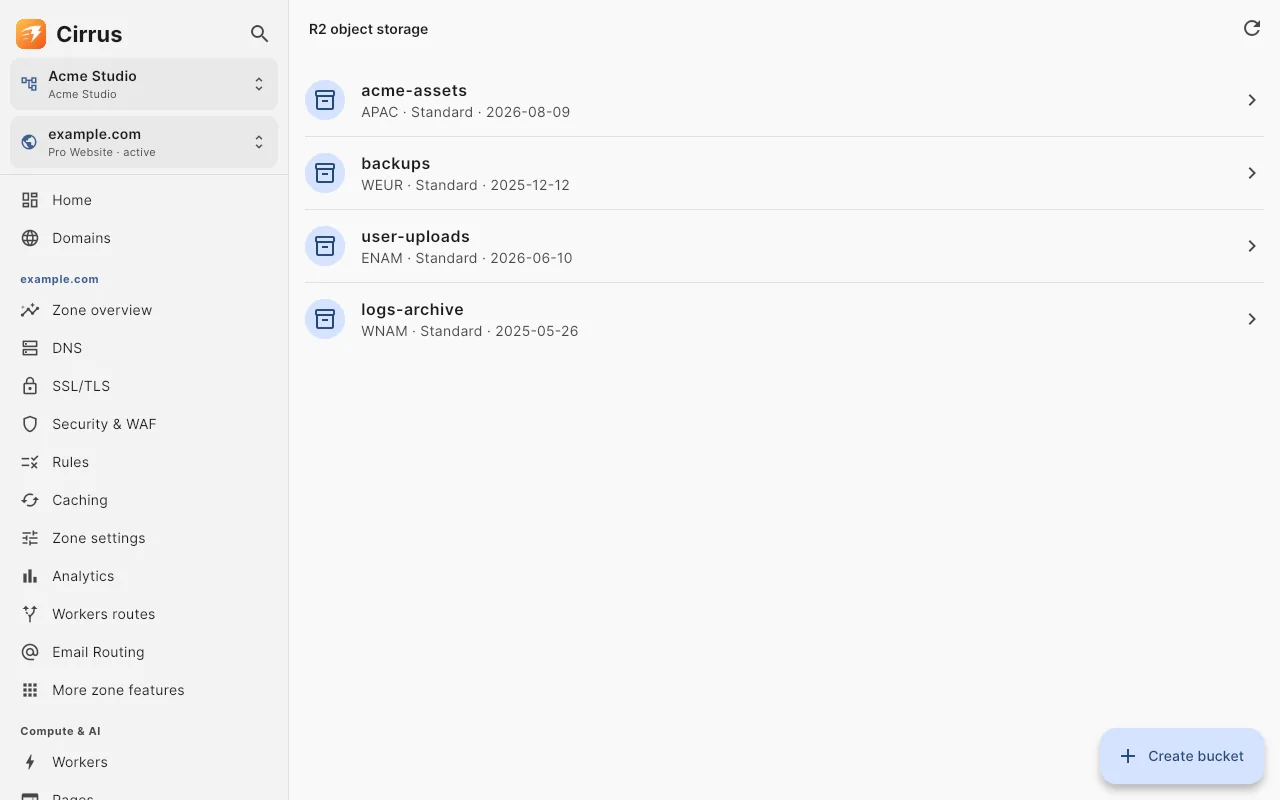 Cirrus
Acme Studio
Acme Studio
example.com
Pro Website · active
Home
Domains
example.com
Zone overview
DNS
SSL/TLS
Security & WAF
Rules
Caching
Zone settings
Analytics
Workers routes
Email Routing
More zone features
Compute & AI
Workers
Pages
R2 object storage
acme-assets
APAC · Standard · 2026-08-09
backups
WEUR · Standard · 2025-12-12
user-uploads
ENAM · Standard · 2026-06-10
logs-archive
WNAM · Standard · 2025-05-26
Create bucket